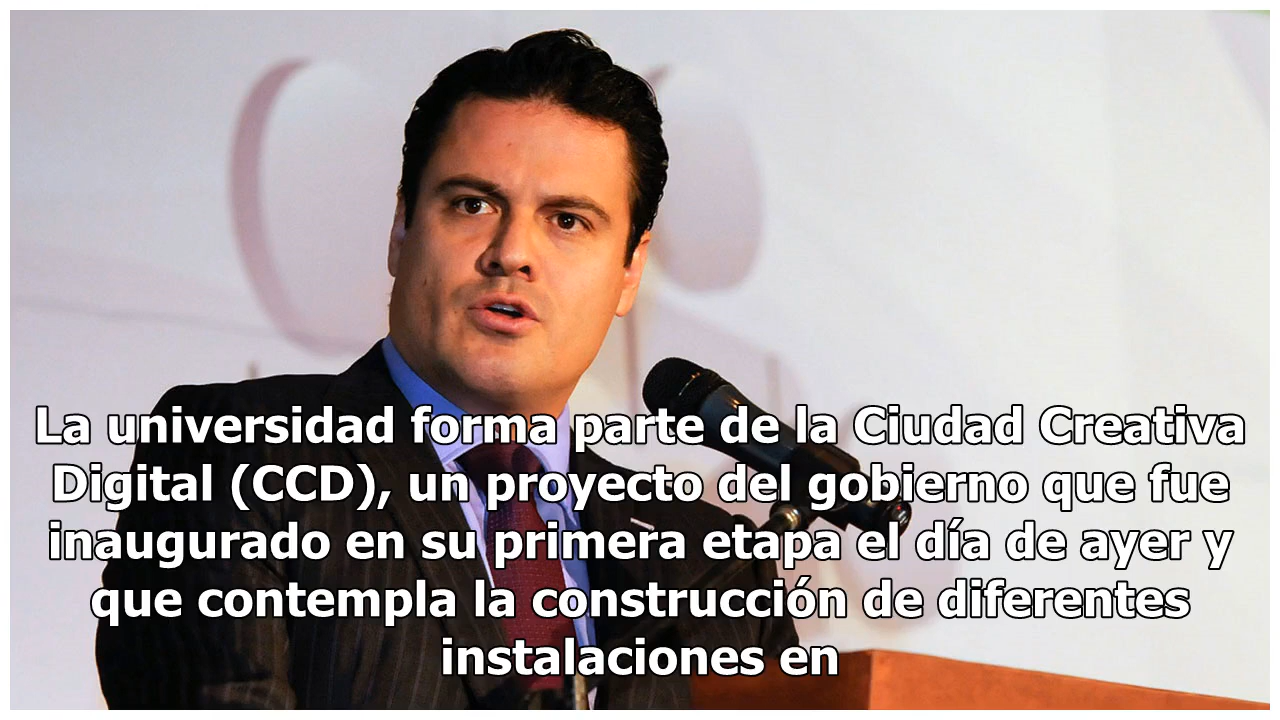 La universidad forma parte de la Ciudad Creativa
Digital (CCD), un proyecto del gobierno que fue
inaugurado en su primera etapa el día de ayer y
que contempla la construcción de diferentes
instalaciones en